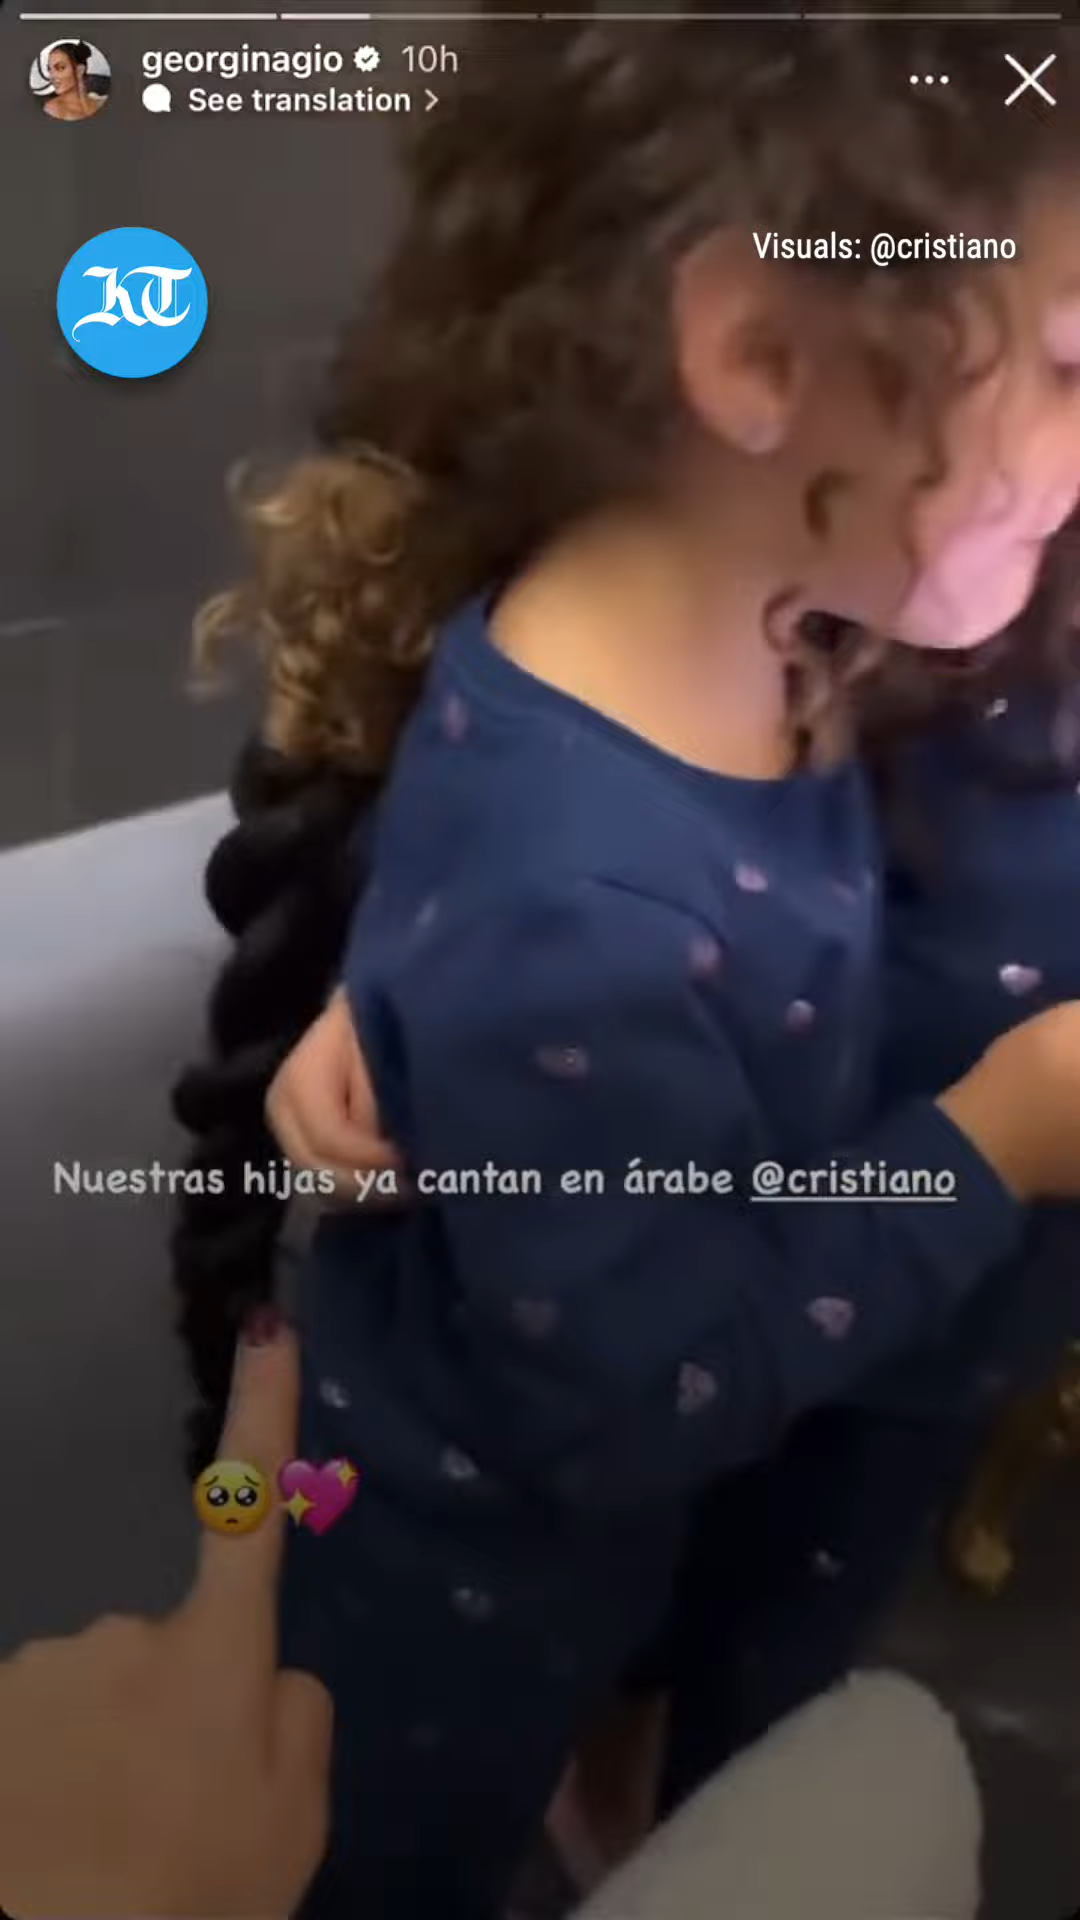 georginagio 10h
See translation >
Visuals: @cristiano
KT
Nuestras hijas ya cantan en árabe @cristiano